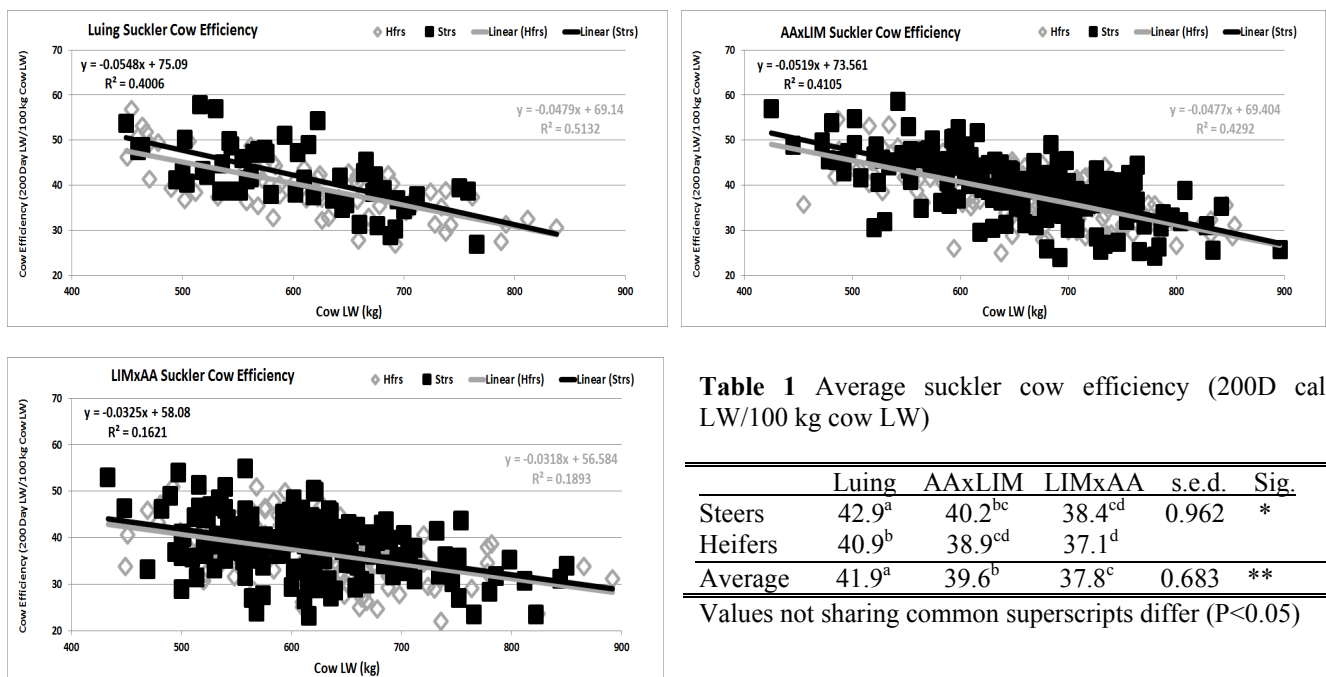 Luing Suckler Cow Efficiency
Hfrs Strs Linear (Hfrs) Linear (Strs)
y = -0.0548x + 75.09
R² = 0.4006
y = -0.0479x + 69.14
R² = 0.5132
Cow Efficiency (200 Day LW/100 kg Cow LW)
70
60
50
40
30
20
400 500 600 700 800 900
Cow LW (kg)
AAxLIM Suckler Cow Efficiency
Hfrs Strs Linear (Hfrs) Linear (Strs)
y = -0.0519x + 73.561
R² = 0.4105
y = -0.0477x + 69.404
R² = 0.4292
Cow Efficiency (200 Day LW/100 kg Cow LW)
70
60
50
40
30
20
400 500 600 700 800 900
Cow LW (kg)
LIMxAA Suckler Cow Efficiency
Hfrs Strs Linear (Hfrs) Linear (Strs)
y = -0.0325x + 58.08
R² = 0.1621
y = -0.0318x + 56.584
R² = 0.1893
Cow Efficiency (200 Day LW/100 kg Cow LW)
70
60
50
40
30
20
400 500 600 700 800 900
Cow LW (kg)
Table 1 Average suckler cow efficiency (200D cal
LW/100 kg cow LW)
Luing AAxLIM LIMxAA s.e.d. Sig.
Steers 42.9ᵃ 40.2ᵇᶜ 38.4ᶜᵈ 0.962 *
Heifers 40.9ᵇ 38.9ᶜᵈ 37.1ᵈ
Average 41.9ᵃ 39.6ᵇ 37.8ᶜ 0.683 **
Values not sharing common superscripts differ (P<0.05)